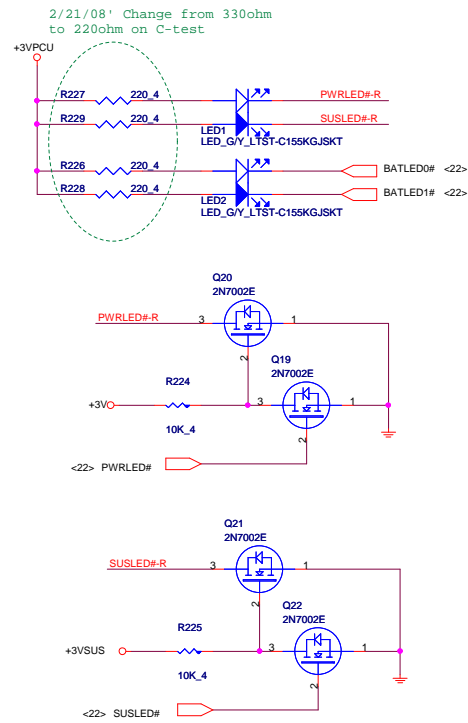 2/21/08' Change from 330ohm
to 220ohm on C-test
+3VPCU
R227 220_4 PWRLED#-R
R229 220_4 SUSLED#-R
LED1
LED_G/Y_LTST-C155KGJSKT
R226 220_4 BATLED0# <22>
R228 220_4 BATLED1# <22>
LED2
LED_G/Y_LTST-C155KGJSKT
Q20
2N7002E
PWRLED#-R 3 1
2
Q19
2N7002E
R224
+3V 3 1
10K_4
2
<22> PWRLED#
Q21
2N7002E
SUSLED#-R 3 1
2
Q22
2N7002E
R225
+3VSUS 3 1
10K_4
2
<22> SUSLED#